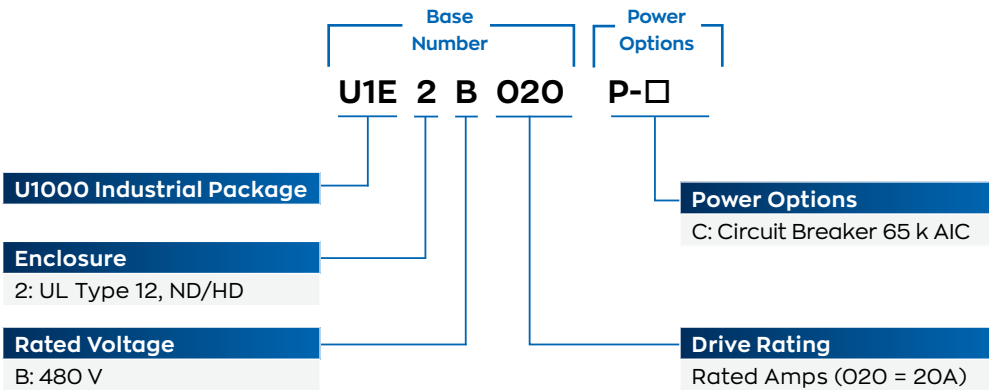 Base
Number
Power
Options
U1E 2 B 020 P-□
U1000 Industrial Package
Enclosure
2: UL Type 12, ND/HD
Rated Voltage
B: 480 V
Power Options
C: Circuit Breaker 65 k AIC
Drive Rating
Rated Amps (020 = 20A)